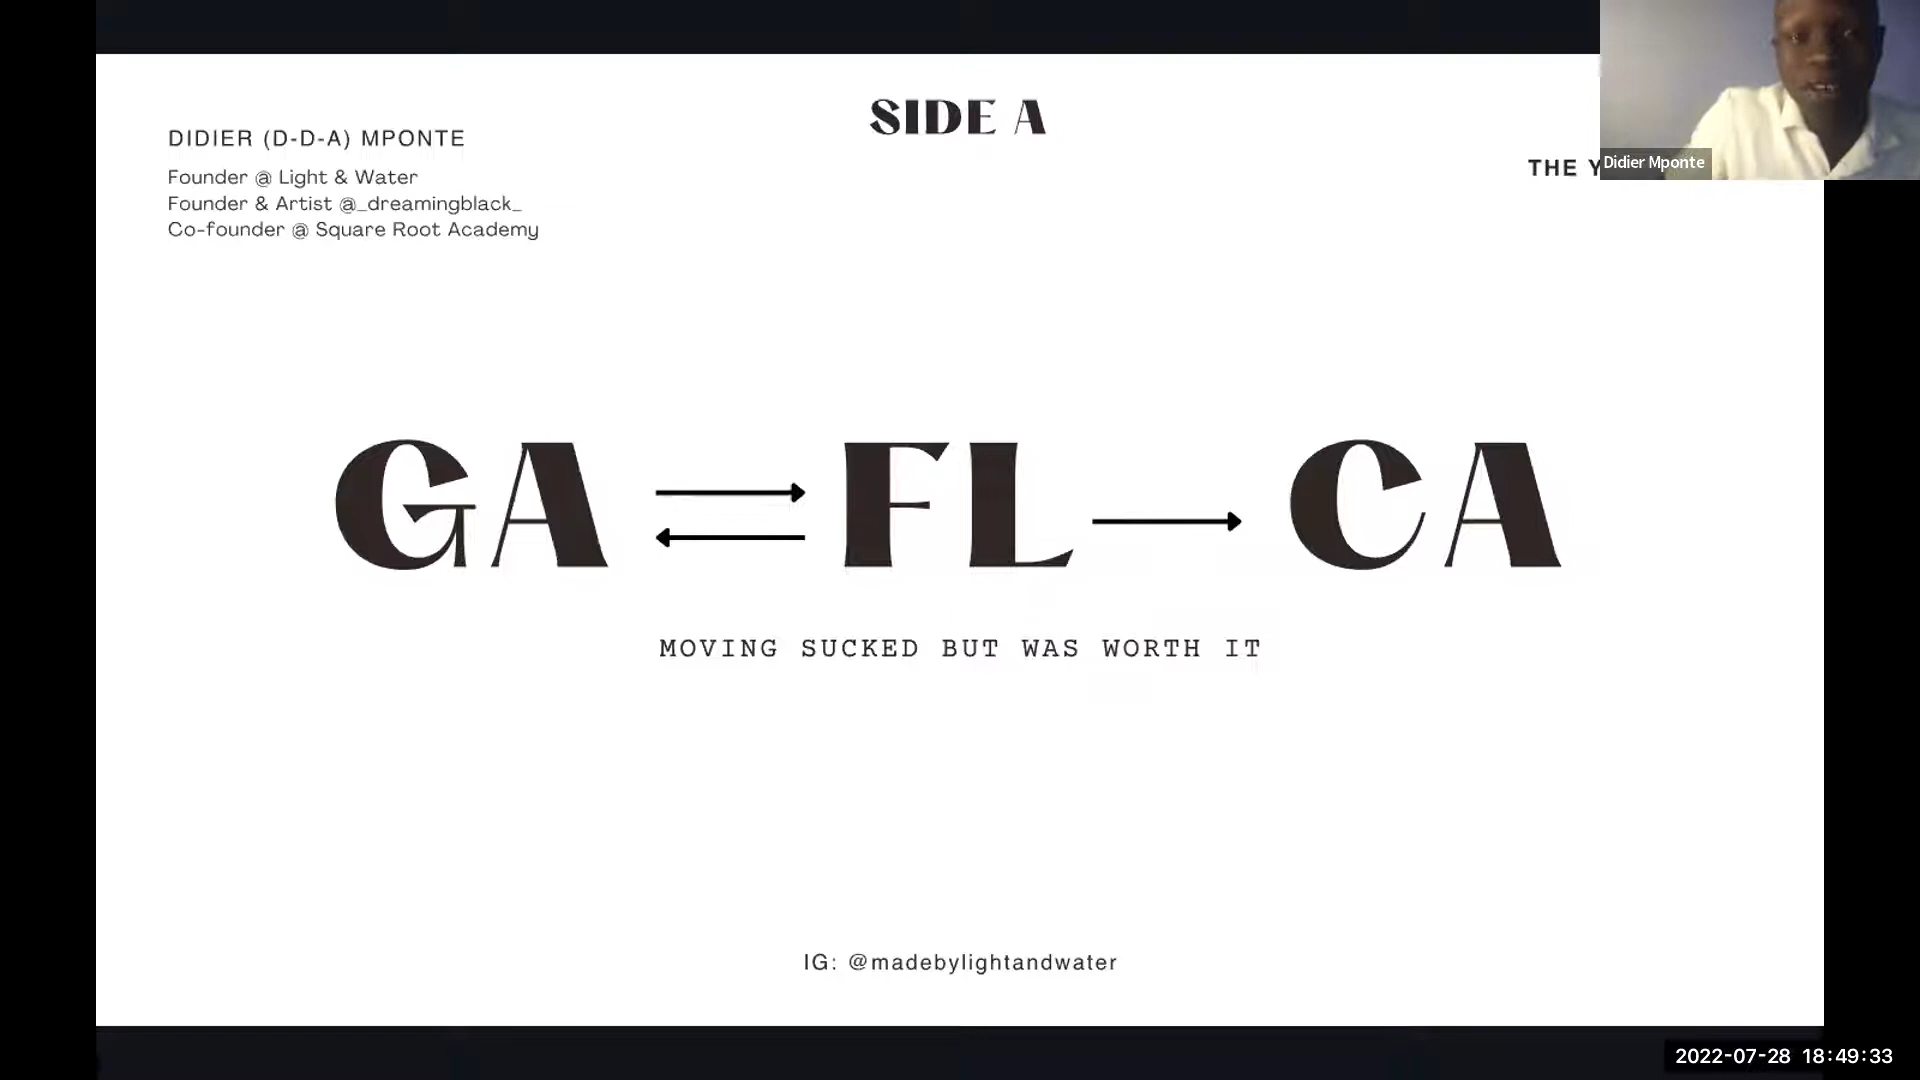 SIDE A
DIDIER (D-D-A) MPONTE
Founder @ Light & Water
Founder & Artist @_dreamingblack_
Co-founder @ Square Root Academy
THE
Didier Mponte
GA FL CA
MOVING SUCKED BUT WAS WORTH IT
IG: @madebylightandwater
2022-07-28 18:49:33